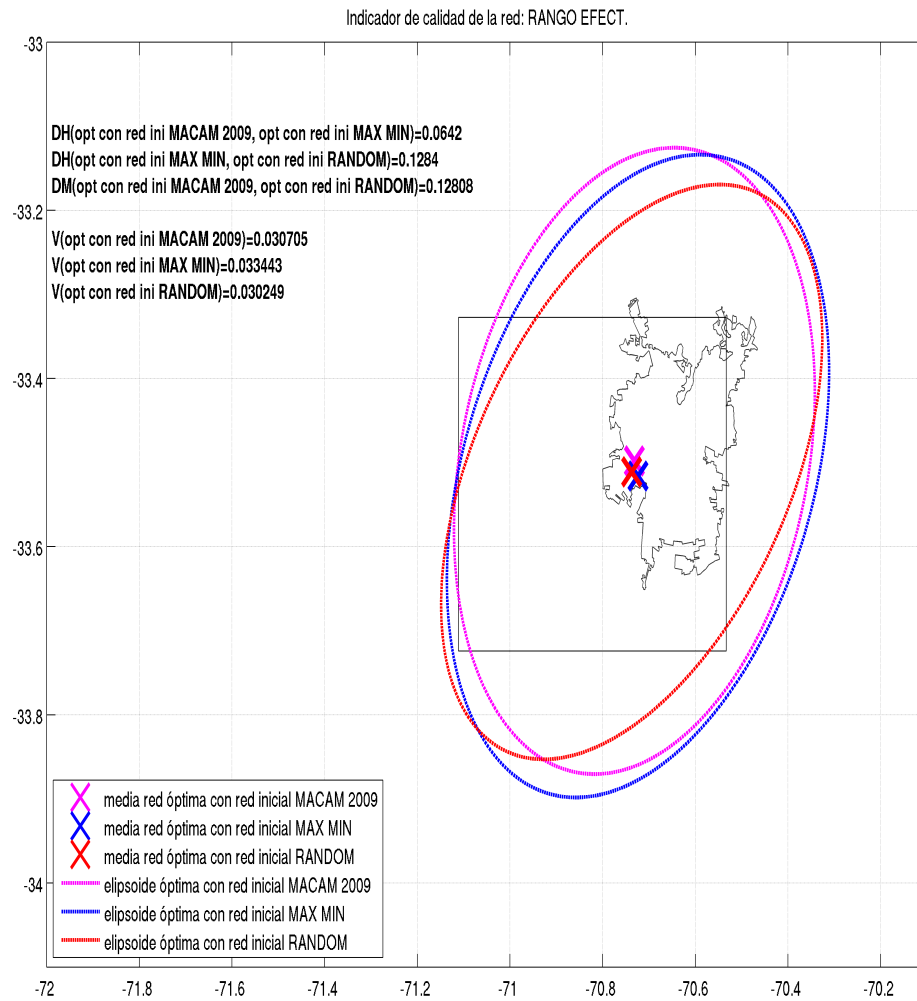 Indicador de calidad de la red: RANGO EFECT.
-33
DH(opt con red ini MACAM 2009, opt con red ini MAX MIN)=0.0642
DH(opt con red ini MAX MIN, opt con red ini RANDOM)=0.1284
DM(opt con red ini MACAM 2009, opt con red ini RANDOM)=0.12808
-33.2
V(opt con red ini MACAM 2009)=0.030705
V(opt con red ini MAX MIN)=0.033443
V(opt con red ini RANDOM)=0.030249
-33.4
-33.6
-33.8
media red óptima con red inicial MACAM 2009
media red óptima con red inicial MAX MIN
media red óptima con red inicial RANDOM
-34
elipsoide óptima con red inicial MACAM 2009
elipsoide óptima con red inicial MAX MIN
elipsoide óptima con red inicial RANDOM
-72 -71.8 -71.6 -71.4 -71.2 -71 -70.8 -70.6 -70.4 -70.2